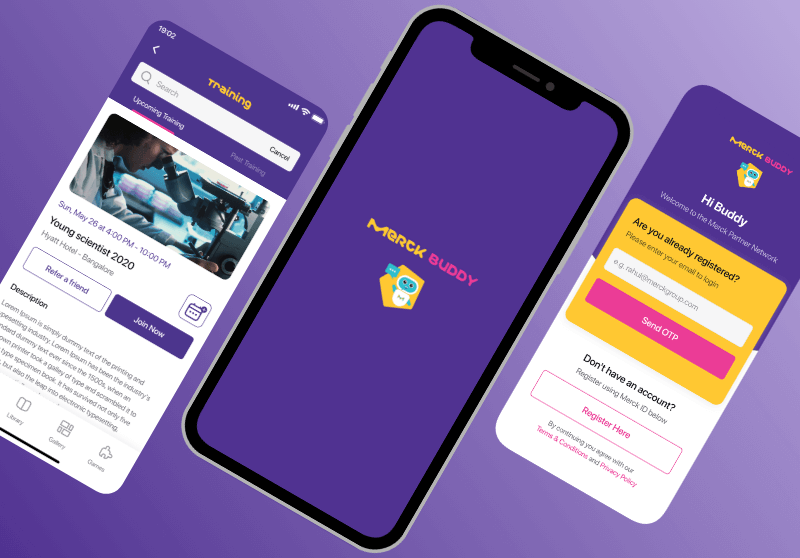 19:02
Training
Search
Cancel
Upcoming Training
Past Training
Sun, May 26 at 4:00 PM - 10:00 PM
Young scientist 2020
Hyatt Hotel - Bangalore
Refer a friend
Join Now
Description
Lorem Ipsum is simply dummy text of the printing and
typesetting industry. Lorem Ipsum has been the industry's
standard dummy text ever since the 1500s, when an
own printer took a galley of type and scrambled it to
type specimen book. It has survived not only five
, but also the leap into electronic typesetting,
Library
Gallery
Games
Merck BUDDY
Merck BUDDY
Hi Buddy
Welcome to the Merck Partner Network
Are you already registered?
Please enter your email to login
e.g. rahul@merckgroup.com
Send OTP
Don't have an account?
Register using Merck ID below
Register Here
By continuing you agree with our
Terms & Conditions and Privacy Policy